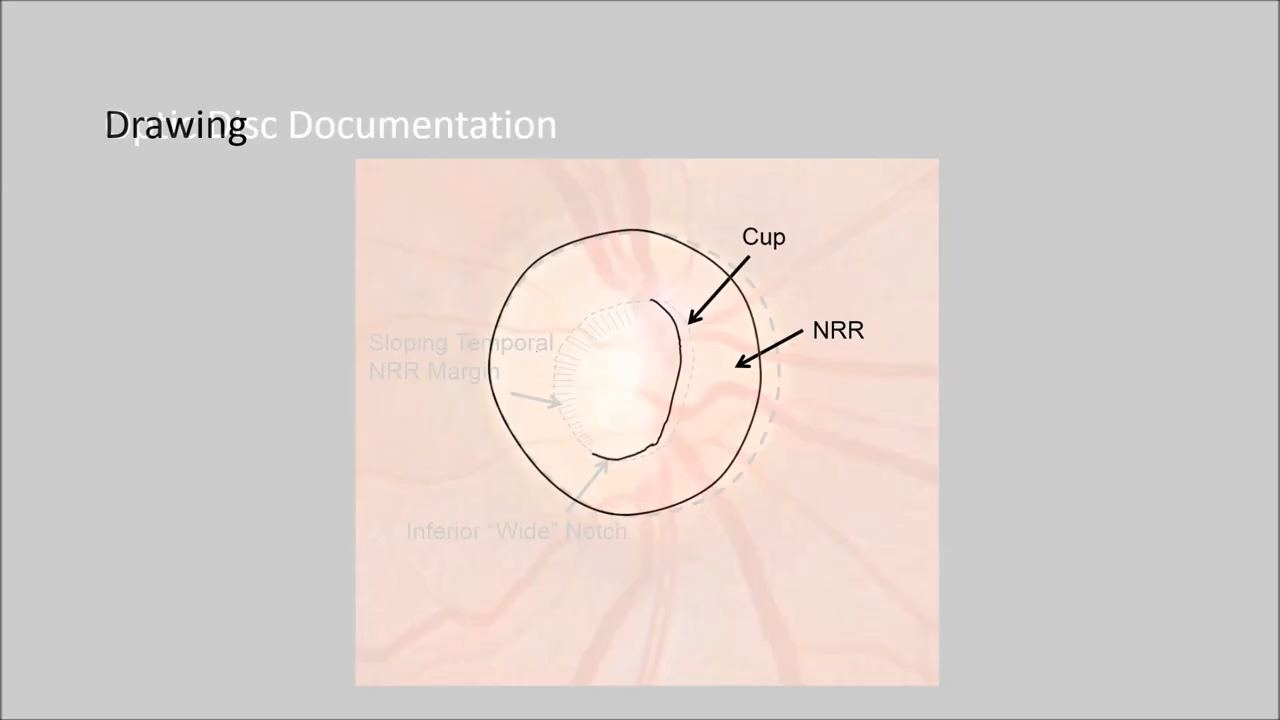 Drawing
Optic Disc Documentation
Cup
NRR
Sloping Temporal
NRR Margin
Inferior “Wide” Notch